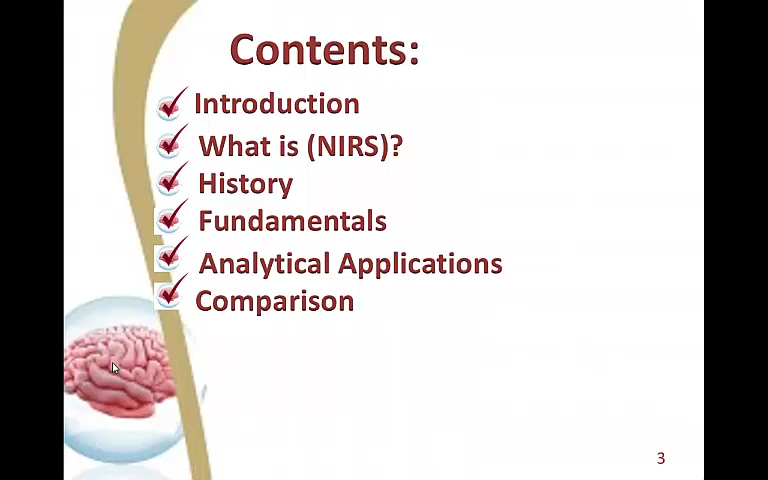 Contents:
Introduction
What is (NIRS)?
History
Fundamentals
Analytical Applications
Comparison
3